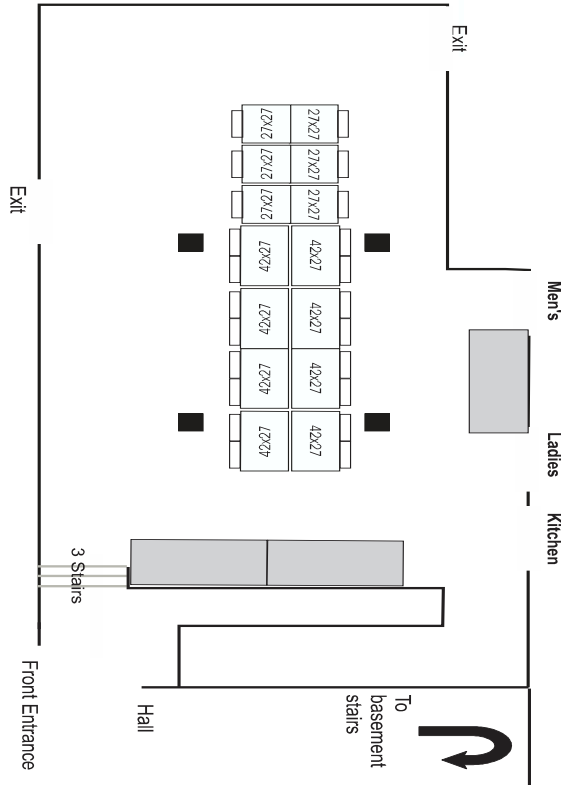 Exit
27x27
27x27
27x27
27x27
27x27
27x27
42x27
42x27
42x27
42x27
42x27
42x27
42x27
42x27
Exit
Men's
Ladies
Kitchen
3 Stairs
Front Entrance
Hall
To
basement
stairs